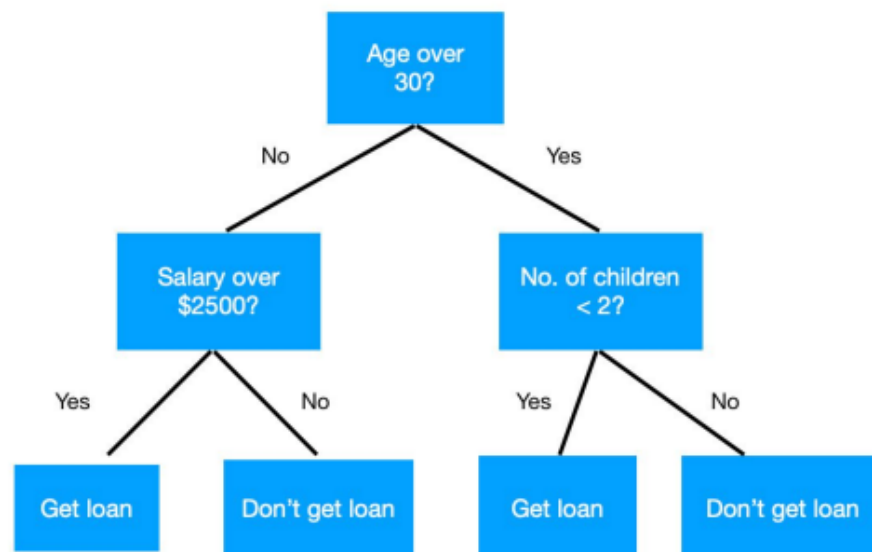 Age over
30?
No
Yes
Salary over
$2500?
No. of children
< 2?
Yes
No
Yes
No
Get loan
Don't get loan
Get loan
Don't get loan